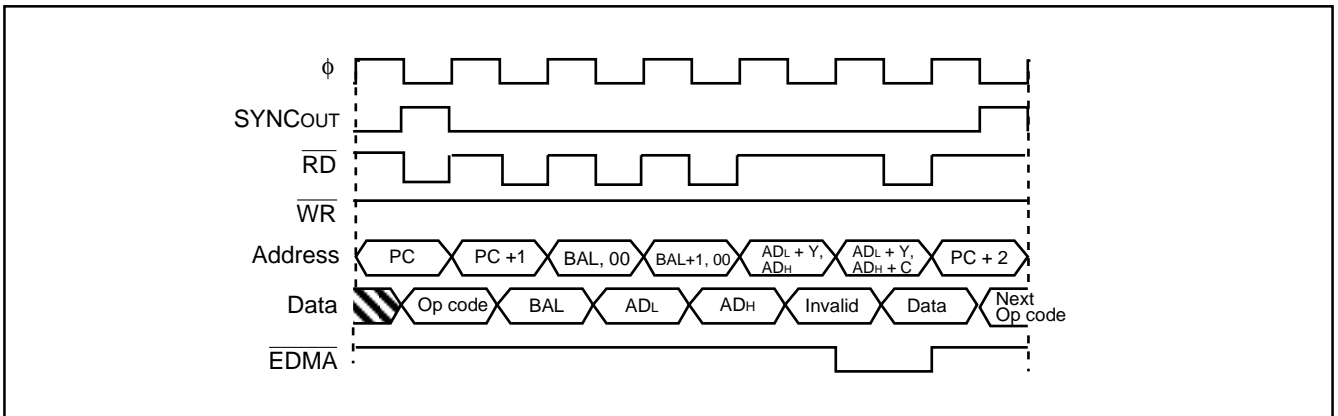 ϕ
SYNCOUT
RD
WR
Address PC PC +1 BAL, 00 BAL+1, 00 ADL + Y, ADH ADL + Y, ADH + C PC + 2
Data Op code BAL ADL ADH Invalid Data Next Op code
EDMA